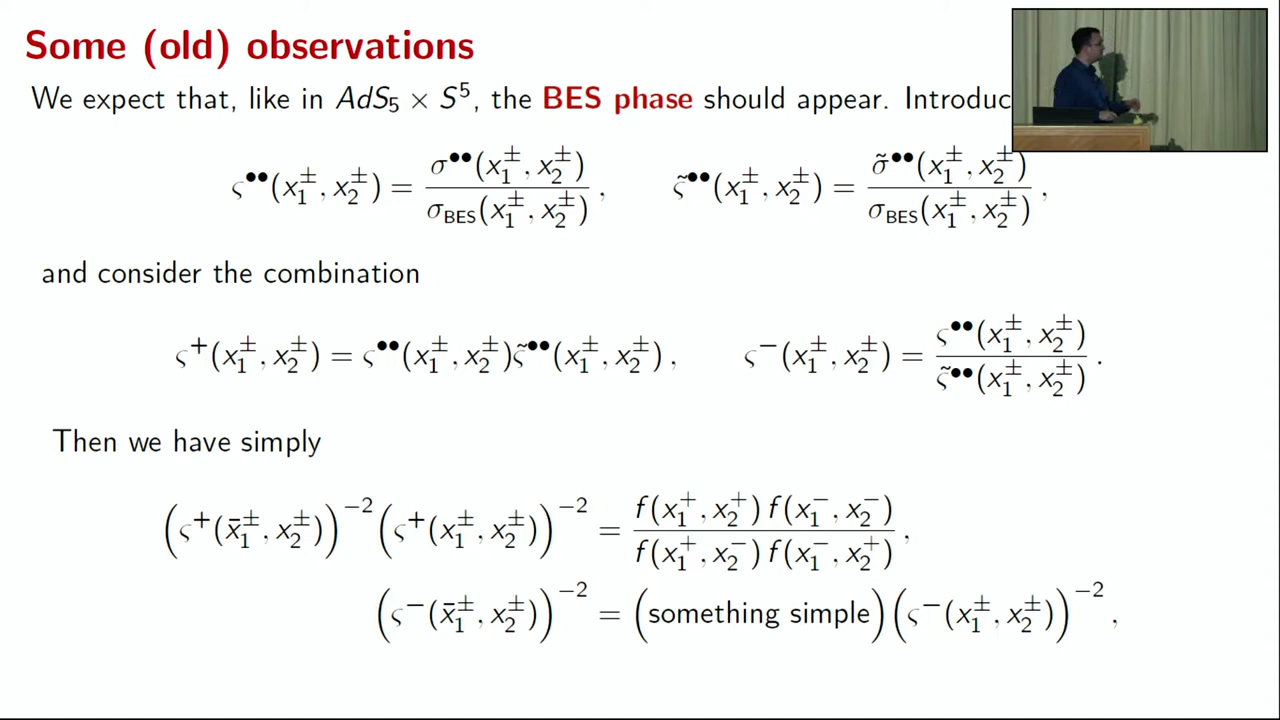 Some (old) observations
We expect that, like in AdS₅ × S⁵, the BES phase should appear. Introduc
ς^{••}(x₁^±, x₂^±) = σ^{••}(x₁^±, x₂^±) / σ_BES(x₁^±, x₂^±) , ς̃^{••}(x₁^±, x₂^±) = σ̃^{••}(x₁^±, x₂^±) / σ_BES(x₁^±, x₂^±) ,
and consider the combination
ς⁺(x₁^±, x₂^±) = ς^{••}(x₁^±, x₂^±) ς̃^{••}(x₁^±, x₂^±) , ς⁻(x₁^±, x₂^±) = ς^{••}(x₁^±, x₂^±) / ς̃^{••}(x₁^±, x₂^±) .
Then we have simply
(ς⁺(x̄₁^±, x₂^±))^{-2} (ς⁺(x₁^±, x₂^±))^{-2} = f(x₁⁺, x₂⁺) f(x₁⁻, x₂⁻) / f(x₁⁺, x₂⁻) f(x₁⁻, x₂⁺) ,
(ς⁻(x̄₁^±, x₂^±))^{-2} = (something simple) (ς⁻(x₁^±, x₂^±))^{-2} ,